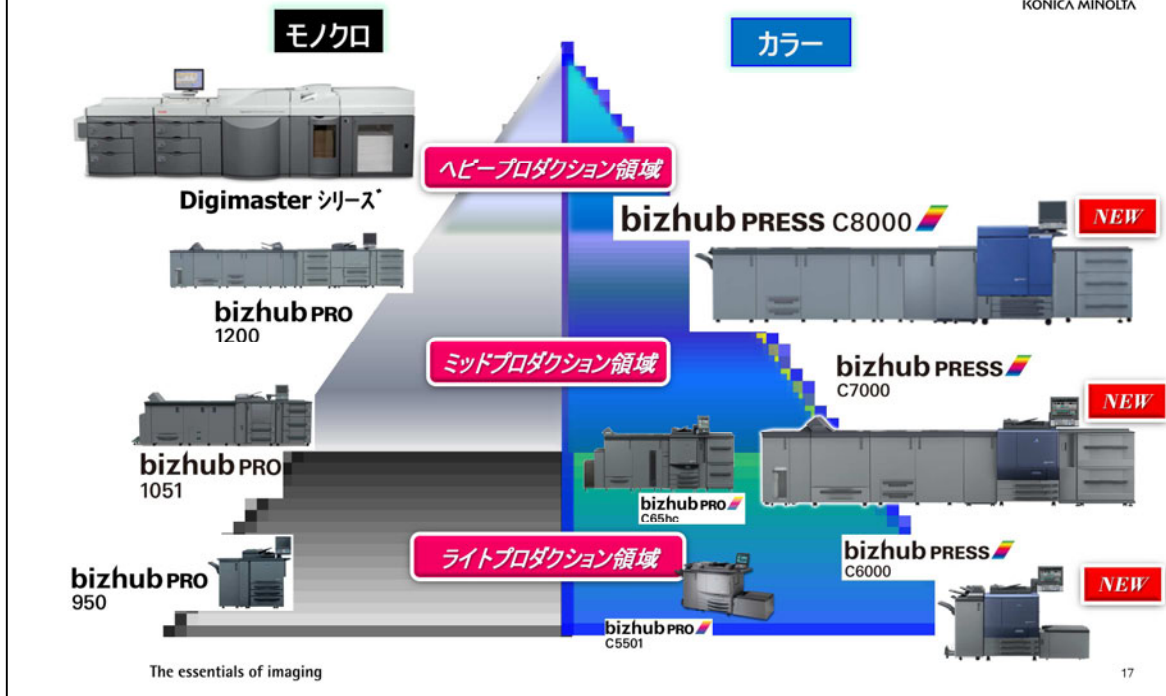 KONICA MINOLTA
モノクロ
カラー
ヘビープロダクション領域
Digimaster シリーズ
bizhub PRESS C8000
NEW
bizhub PRO
1200
ミッドプロダクション領域
bizhub PRESS
C7000
NEW
bizhub PRO
1051
bizhub PRO
C65hc
ライトプロダクション領域
bizhub PRESS
C6000
bizhub PRO
950
NEW
bizhub PRO
C5501
The essentials of imaging
17